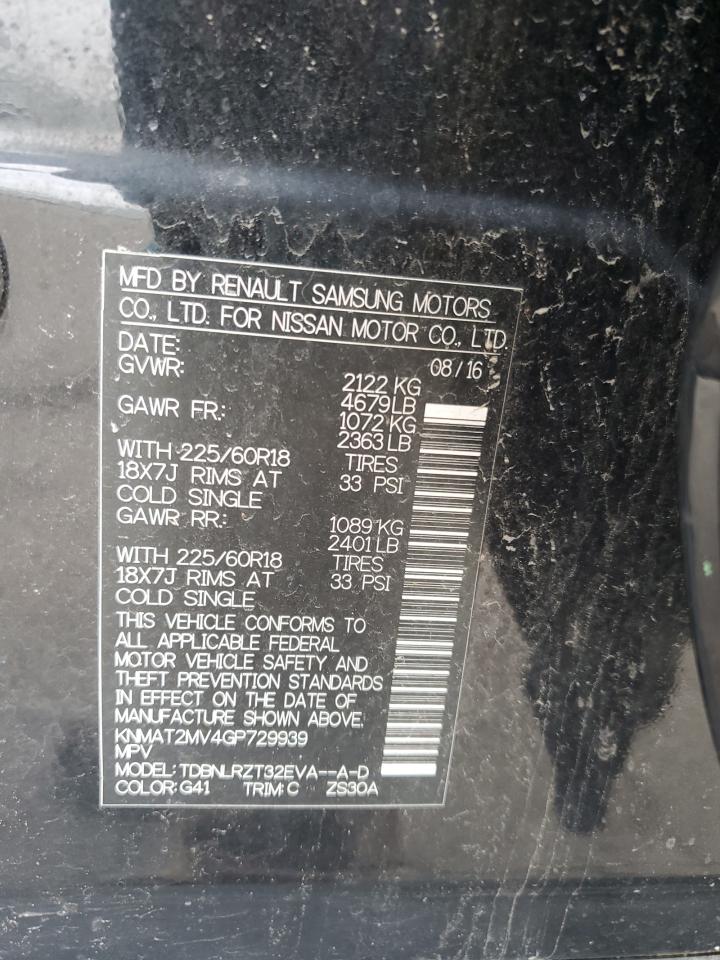 MFD BY RENAULT SAMSUNG MOTORS
CO., LTD. FOR NISSAN MOTOR CO., LTD.
DATE: 08/16
GVWR: 2122 KG
4679LB
GAWR FR.: 1072 KG
2363 LB
WITH 225/60R18 TIRES
18X7J RIMS AT 33 PSI
COLD SINGLE
GAWR RR.: 1089 KG
2401 LB
WITH 225/60R18 TIRES
18X7J RIMS AT 33 PSI
COLD SINGLE
THIS VEHICLE CONFORMS TO
ALL APPLICABLE FEDERAL
MOTOR VEHICLE SAFETY AND
THEFT PREVENTION STANDARDS
IN EFFECT ON THE DATE OF
MANUFACTURE SHOWN ABOVE.
KNMAT2MV4GP729939
MPV
MODEL:TDBNLRZT32EVA--A-D
COLOR:G41 TRIM:C ZS30A